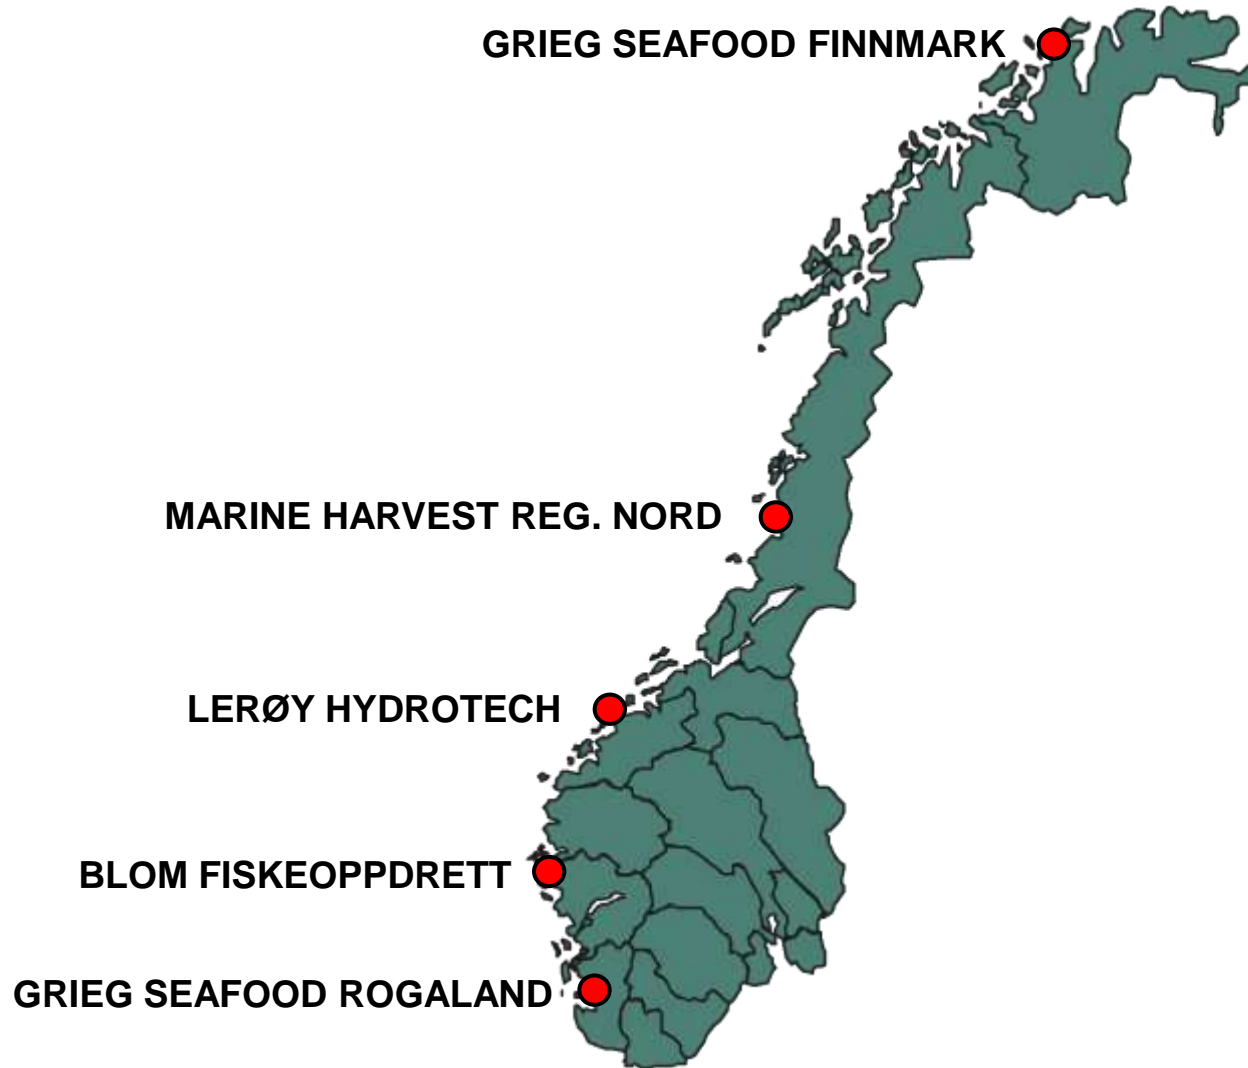 GRIEG SEAFOOD FINNMARK
MARINE HARVEST REG. NORD
LERØY HYDROTECH
BLOM FISKEOPPDRETT
GRIEG SEAFOOD ROGALAND